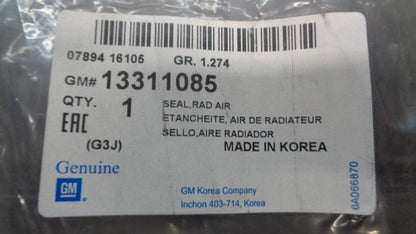 07894 16105 GR. 1.274
GM# 13311085
QTY. 1
SEAL,RAD AIR
ETANCHEITE, AIR DE RADIATEUR
SELLO,AIRE RADIADOR
EAC
(G3J)
MADE IN KOREA
Genuine
GM
GM Korea Company
Inchon 403-714, Korea
0A066870